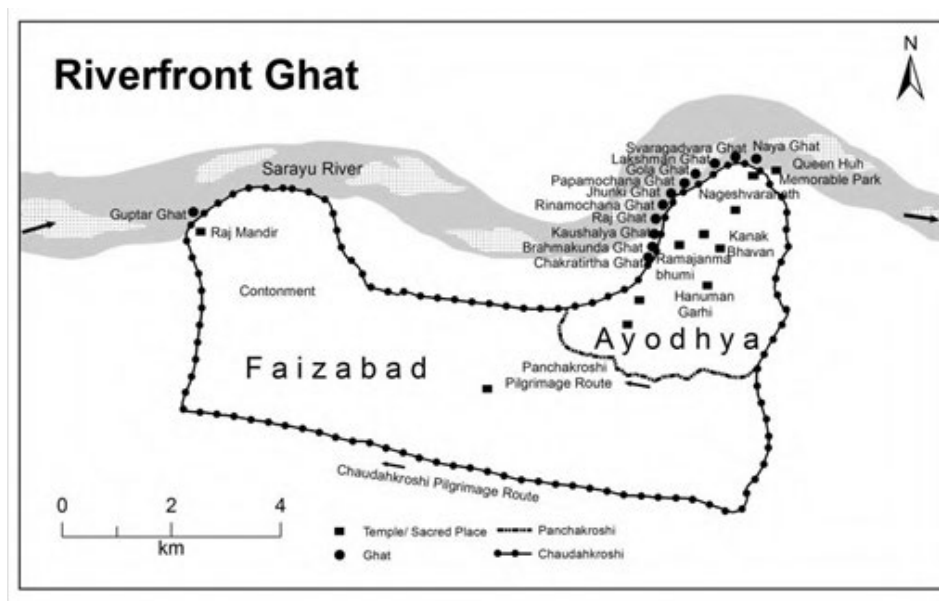 Riverfront Ghat
N
Sarayu River
Svaragadvara Ghat
Naya Ghat
Lakshman Ghat
Queen Huh
Gola Ghat
Memorable Park
Papamochana Ghat
Nageshvaranath
Jhunki Ghat
Rinamochana Ghat
Guptar Ghat
Raj Ghat
Raj Mandir
Kaushalya Ghat
Kanak
Brahmakunda Ghat
Bhavan
Ramajanma
Chakratirtha Ghat
bhumi
Contonment
Hanuman
Garhi
Ayodhya
Faizabad
Panchakroshi
Pilgrimage Route
Chaudahkroshi Pilgrimage Route
0 2 4
km
Temple/ Sacred Place
Panchakroshi
Ghat
Chaudahkroshi